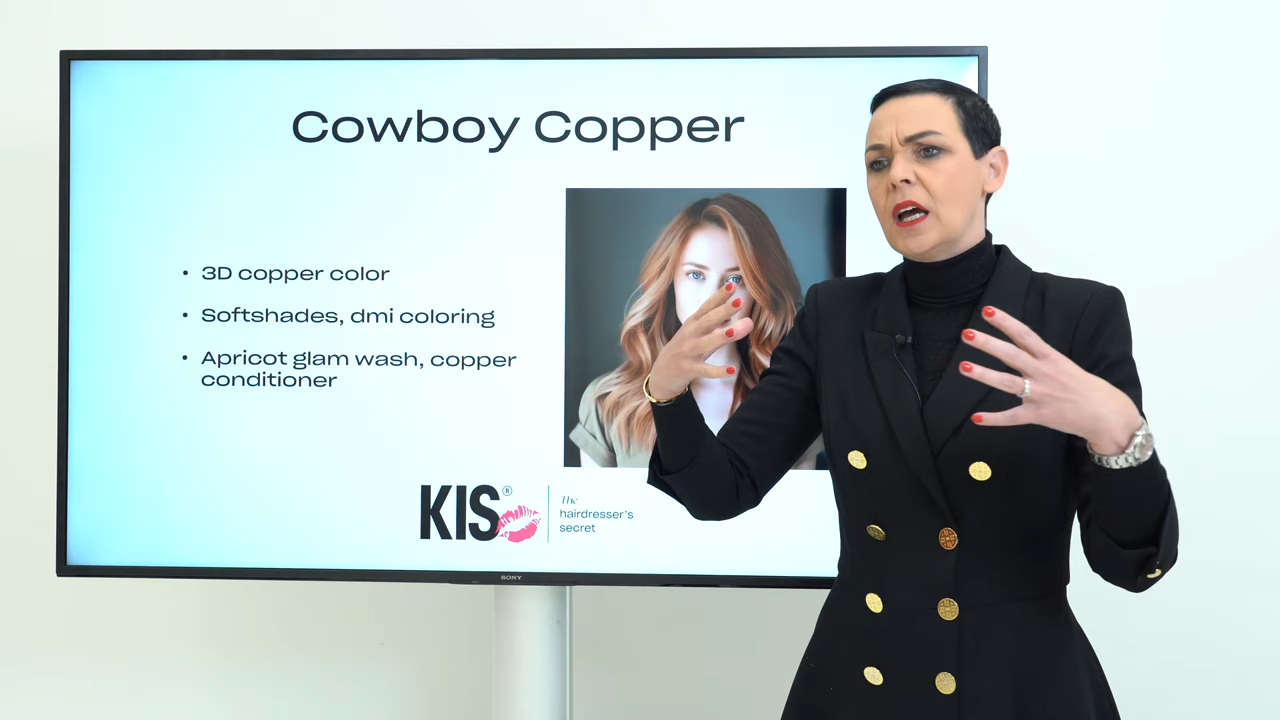 Cowboy Copper
• 3D copper color
• Softshades, dmi coloring
• Apricot glam wash, copper
conditioner
KIS®
The
hairdresser's
secret
SONY